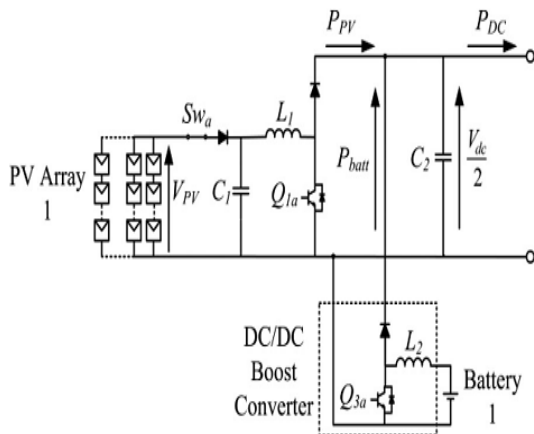 P_PV
P_DC
Sw_a
L_1
PV Array
1
V_PV
C_1
Q_1a
P_batt
C_2
V_dc
2
DC/DC
Boost
Converter
L_2
Q_3a
Battery
1